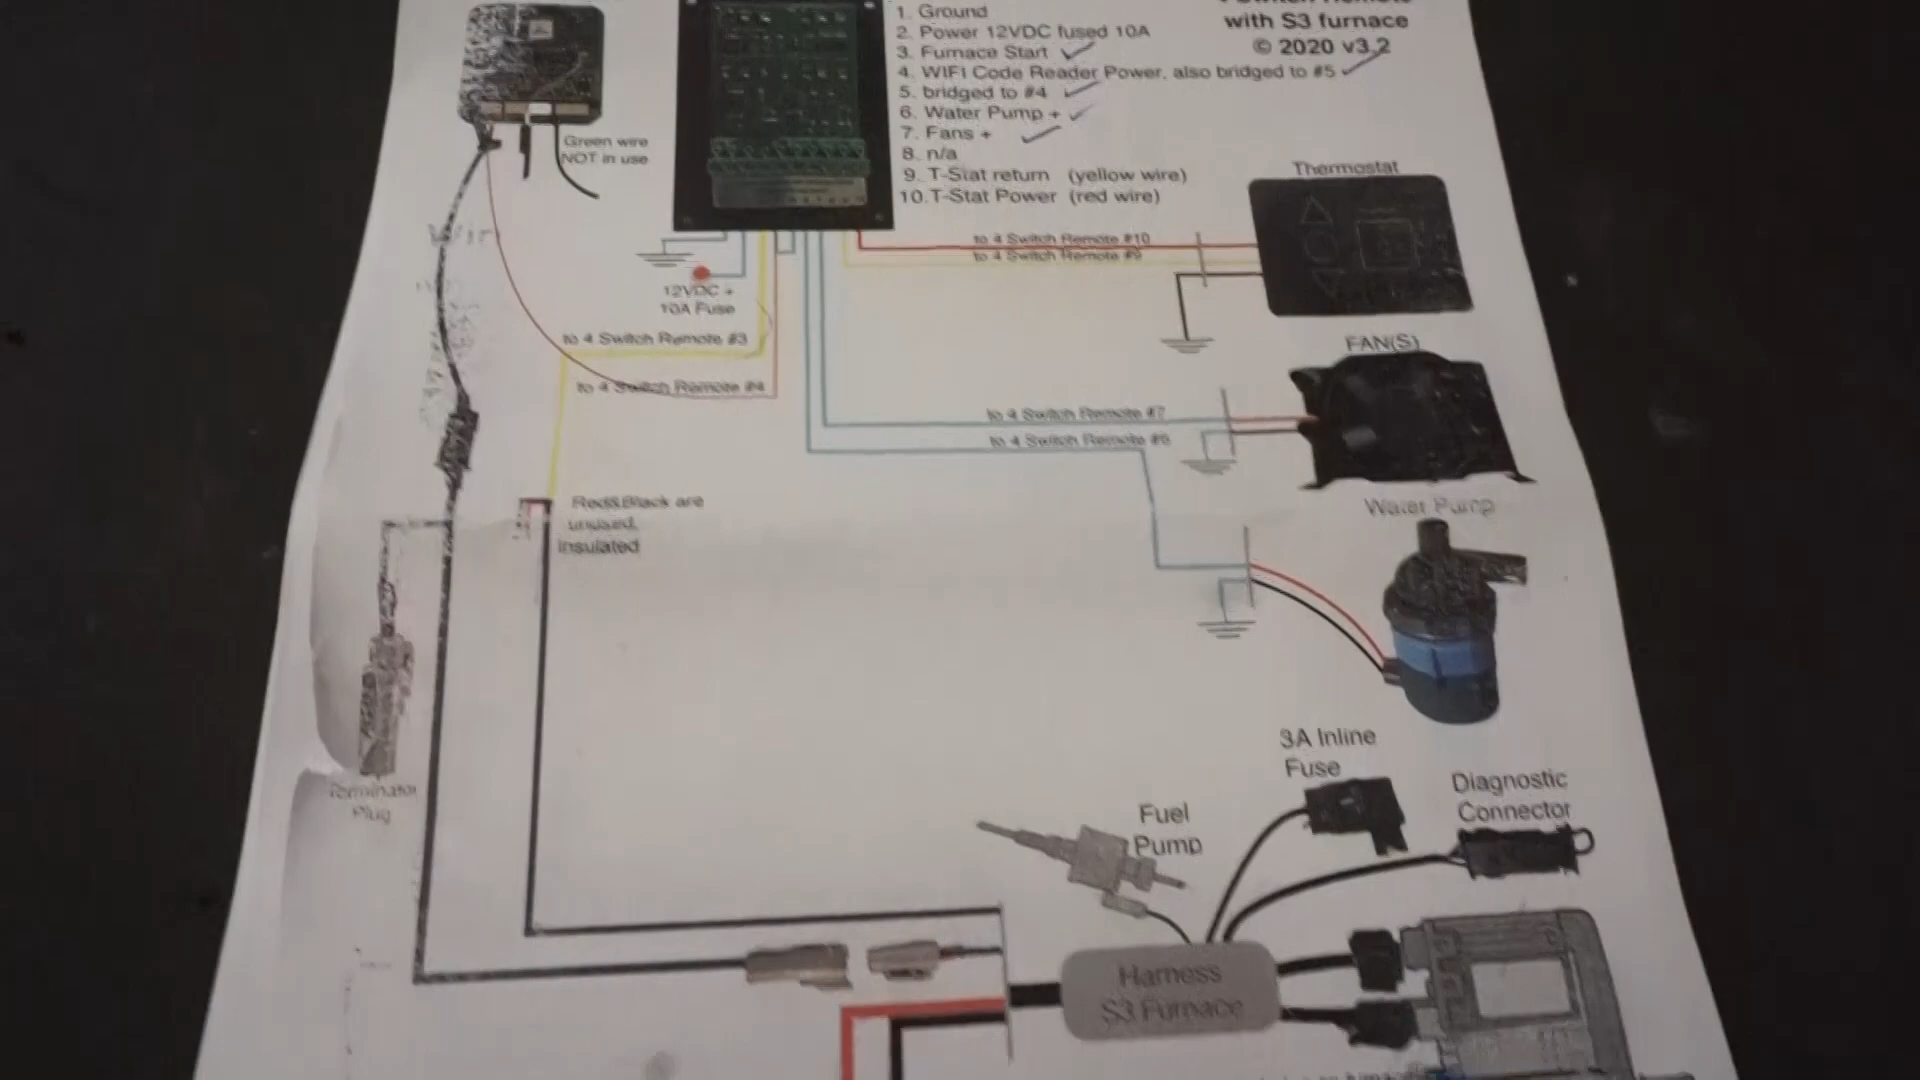 with S3 furnace
© 2020 v3.2
1. Ground
2. Power 12VDC fused 10A
3. Furnace Start
4. WIFI Code Reader Power, also bridged to #5
5. bridged to #4
6. Water Pump +
7. Fans +
8. n/a
9. T-Stat return (yellow wire)
10. T-Stat Power (red wire)
Green wire
NOT in use
Thermostat
to 4 Switch Remote #10
to 4 Switch Remote #9
12VDC +
10A Fuse
to 4 Switch Remote #3
to 4 Switch Remote #4
FAN(S)
to 4 Switch Remote #7
to 4 Switch Remote #6
Red&Black are
unused,
insulated
Water Pump
3A Inline
Fuse
Diagnostic
Connector
Terminator
Plug
Fuel
Pump
Harness
S3 Furnace